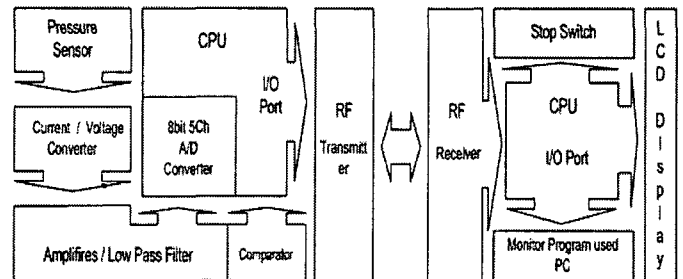 Pressure
Sensor
Current / Voltage
Converter
Amplifires / Low Pass Filter
CPU
I/O
Port
8bit 5Ch
A/D
Converter
Comparator
RF
Transmitt
er
RF
Receiver
Stop Switch
CPU
I/O Port
Monitor Program used
PC
L
C
D
D
i
s
p
l
a
y